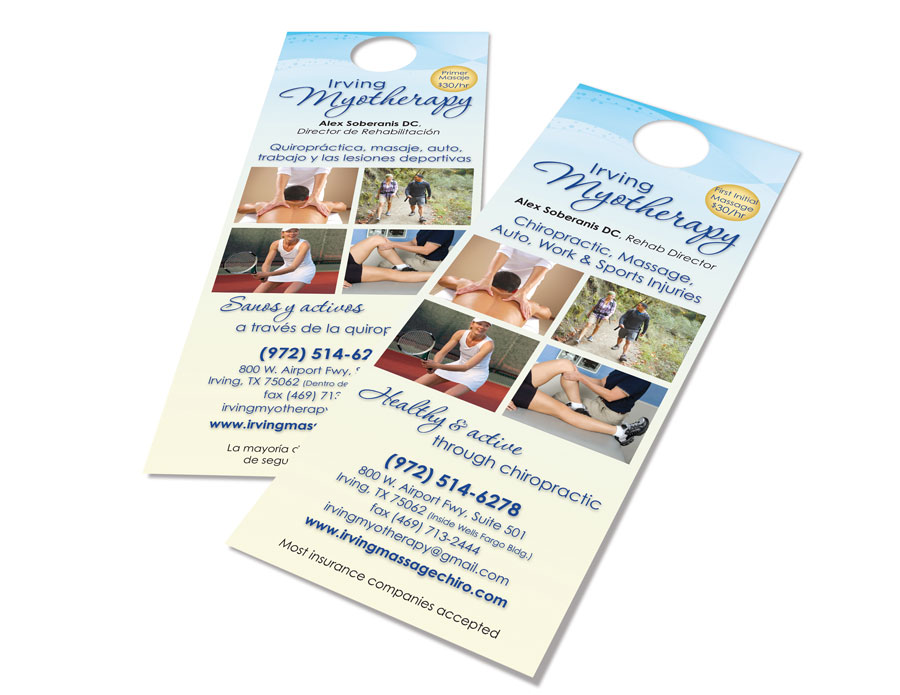 Irving
Myotherapy
Primer
Masaje
$30/hr
Alex Soberanis DC,
Director de Rehabilitación
Quiropráctica, masaje, auto,
trabajo y las lesiones deportivas
Sanos y activos
a través de la
(972) 514-62
800 W. Airport Fwy,
Irving, TX 75062 (Dentro de
fax (469) 713
irvingmyotherapy
www.irvingmas
La mayoría
de
Irving
Myotherapy
First Initial
Massage
$30/hr
Alex Soberanis DC, Rehab Director
Chiropractic, Massage,
Auto, Work & Sports Injuries
Healthy & active
through chiropractic
(972) 514-6278
800 W. Airport Fwy, Suite 501
Irving, TX 75062 (Inside Wells Fargo Bldg.)
fax (469) 713-2444
irvingmyotherapy@gmail.com
www.irvingmassagechiro.com
Most insurance companies accepted